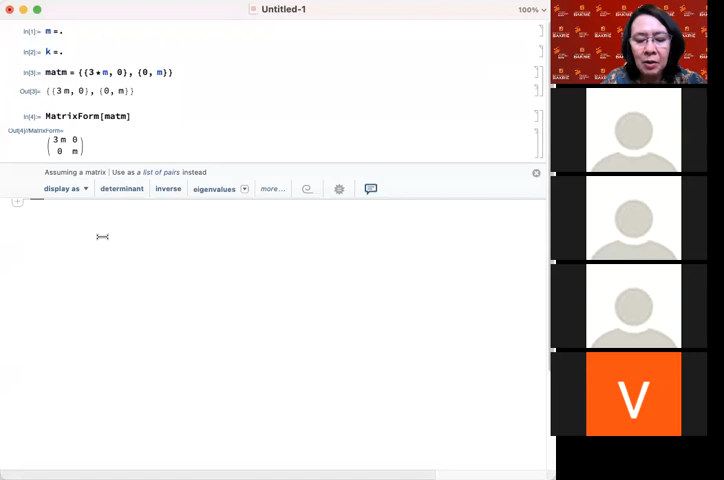 Untitled-1
100%
In[1]:= m =.
In[2]:= k =.
In[3]:= matm = {{3*m, 0}, {0, m}}
Out[3]= {{3 m, 0}, {0, m}}
In[4]:= MatrixForm[matm]
Out[4]//MatrixForm=
3 m 0
0 m
Assuming a matrix | Use as a list of pairs instead
display as determinant inverse eigenvalues more...
V